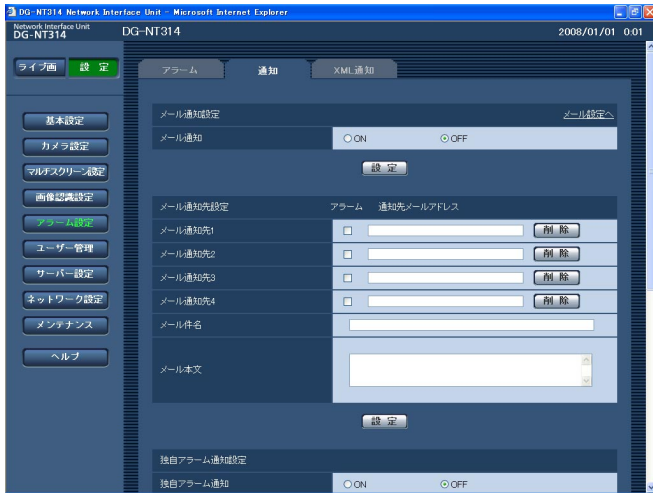 DG-NT314 Network Interface Unit - Microsoft Internet Explorer
Network Interface Unit
DG-NT314 DG-NT314 2008/01/01 0:01
ライブ画 設 定
アラーム 通知 XML通知
基本設定
カメラ設定
マルチスクリーン設定
画像認識設定
アラーム設定
ユーザー管理
サーバー設定
ネットワーク設定
メンテナンス
ヘルプ
メール通知設定 メール設定へ
メール通知 ON OFF
設 定
メール通知先設定 アラーム 通知先メールアドレス
メール通知先1 削 除
メール通知先2 削 除
メール通知先3 削 除
メール通知先4 削 除
メール件名
メール本文
設 定
独自アラーム通知設定
独自アラーム通知 ON OFF